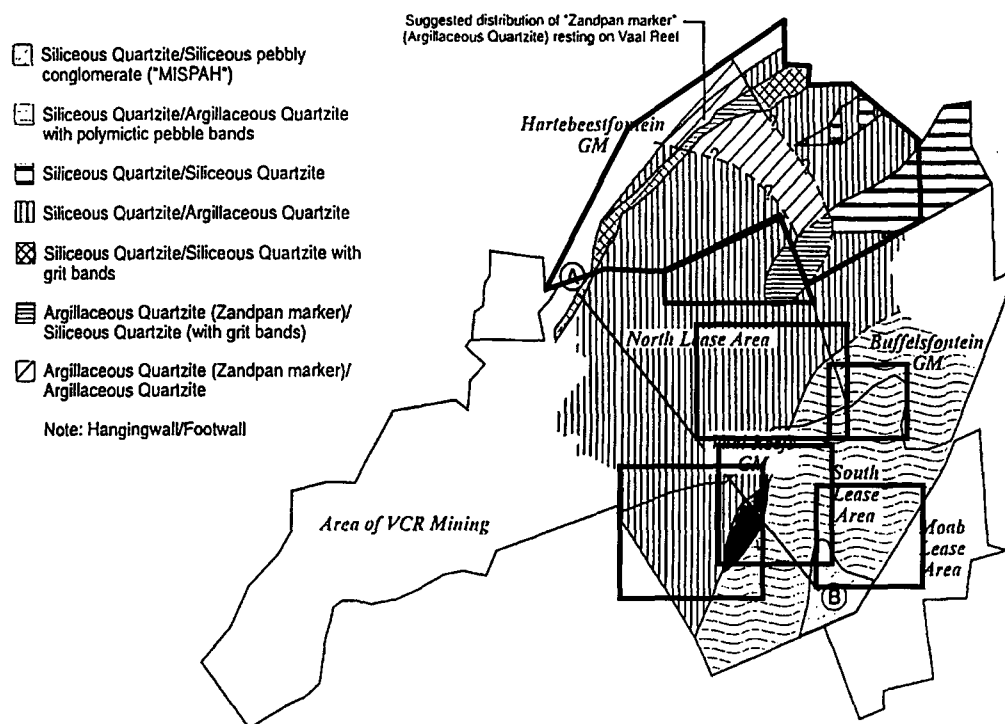 Suggested distribution of "Zandpan marker"
(Argillaceous Quartzite) resting on Vaal Reef
Siliceous Quartzite/Siliceous pebbly
conglomerate ("MISPAH")
Siliceous Quartzite/Argillaceous Quartzite
with polymictic pebble bands
Siliceous Quartzite/Siliceous Quartzite
Siliceous Quartzite/Argillaceous Quartzite
Siliceous Quartzite/Siliceous Quartzite with
grit bands
Argillaceous Quartzite (Zandpan marker)/
Siliceous Quartzite (with grit bands)
Argillaceous Quartzite (Zandpan marker)/
Argillaceous Quartzite
Note: Hangingwall/Footwall
Hartebeestfontein
GM
?
?
?
A
North Lease Area
Buffelsfontein
GM
GM
South
Lease
Area
Area of VCR Mining
Moab
Lease
Area
B